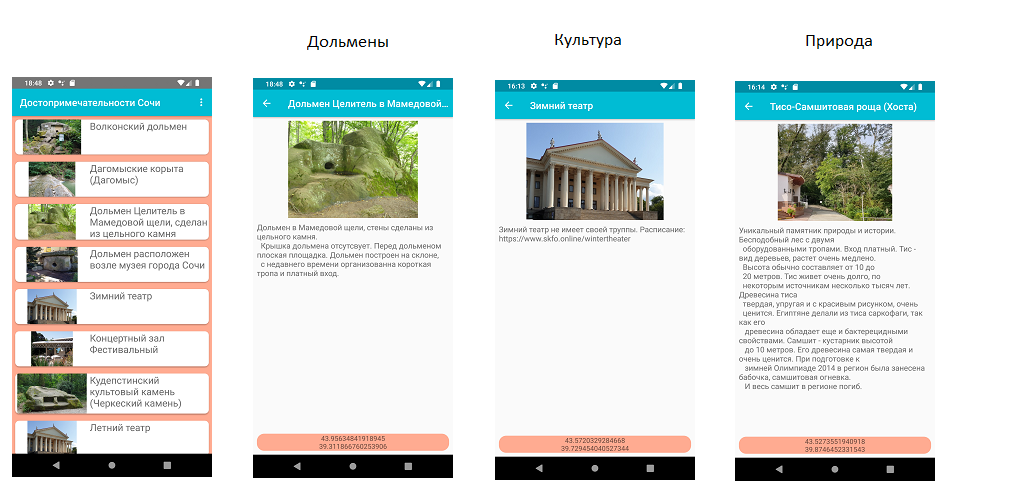 Дольмены
Культура
Природа
18:48
Достопримечательности Сочи
Волконский дольмен
Дагомыские корыта
(Дагомыс)
Дольмен Целитель в
Мамедовой щели, сделан
из цельного камня
Дольмен расположен
возле музея города Сочи
Зимний театр
Концертный зал
Фестивальный
Кудепстинский
культовый камень
(Черкеский камень)
Летний театр
18:48
Дольмен Целитель в Мамедовой...
Дольмен в Мамедовой щели, стены сделаны из
цельного камня.
Крышка дольмена отсутсвует. Перед дольменом
плоская площадка. Дольмен построен на склоне,
с недавнего времени организованна короткая
тропа и платный вход.
43.95634841918945
39.311866760253906
16:13
Зимний театр
Зимний театр не имеет своей труппы. Расписание:
https://www.skfo.online/wintertheater
43.5720329284668
39.729454040527344
16:14
Тисо-Самшитовая роща (Хоста)
Уникальный памятник природы и истории.
Бесподобный лес с двумя
оборудованными тропами. Вход платный. Тис -
вид деревьев, растет очень медлено.
Высота обычно составляет от 10 до
20 метров. Тис живет очень долго, по
некоторым источникам несколько тысяч лет.
Древесина тиса
твердая, упругая и с красивым рисунком, очень
ценится. Египтяне делали из тиса саркофаги, так
как его
древесина обладает еще и бактерецидными
свойствами. Самшит - кустарник высотой
до 10 метров. Его древесина самая твердая и
очень ценится. При подготовке к
зимней Олимпиаде 2014 в регион была занесена
бабочка, самшитовая огневка.
И весь самшит в регионе погиб.
43.5273551940918
39.8746452331543